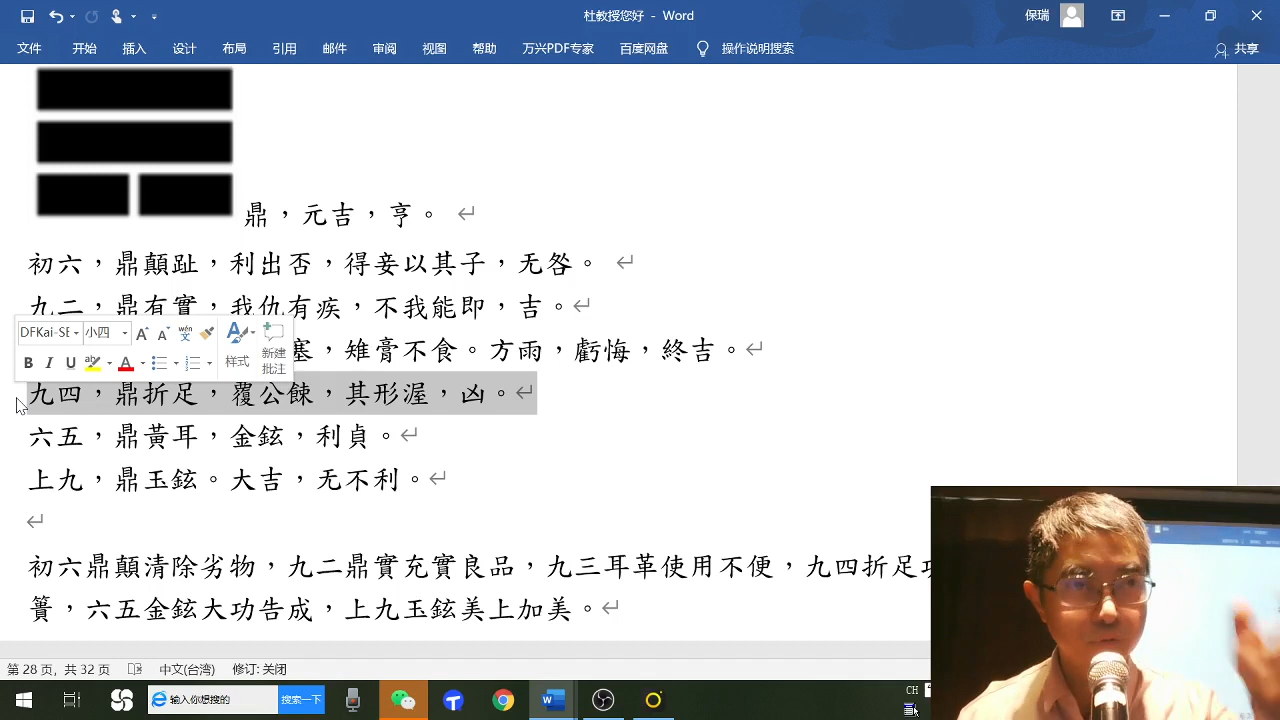 杜教授您好 - Word
保瑞
文件 开始 插入 设计 布局 引用 邮件 审阅 视图 帮助 万兴PDF专家 百度网盘 操作说明搜索 共享
鼎，元吉，亨。
初六，鼎顛趾，利出否，得妾以其子，无咎。
九二，鼎有實，我仇有疾，不我能即，吉。
DFKai-SB 小四 A A wén 文 A 样式 新建批注
B I U ab A
塞，雉膏不食。方雨，虧悔，終吉。
九四，鼎折足，覆公餗，其形渥，凶。
六五，鼎黃耳，金鉉，利貞。
上九，鼎玉鉉。大吉，无不利。
初六鼎顛清除劣物，九二鼎實充實良品，九三耳革使用不便，九四折足
簣，六五金鉉大功告成，上九玉鉉美上加美。
第 28 页，共 32 页 中文(台湾) 修订: 关闭
输入你想搜的 搜索一下 CH